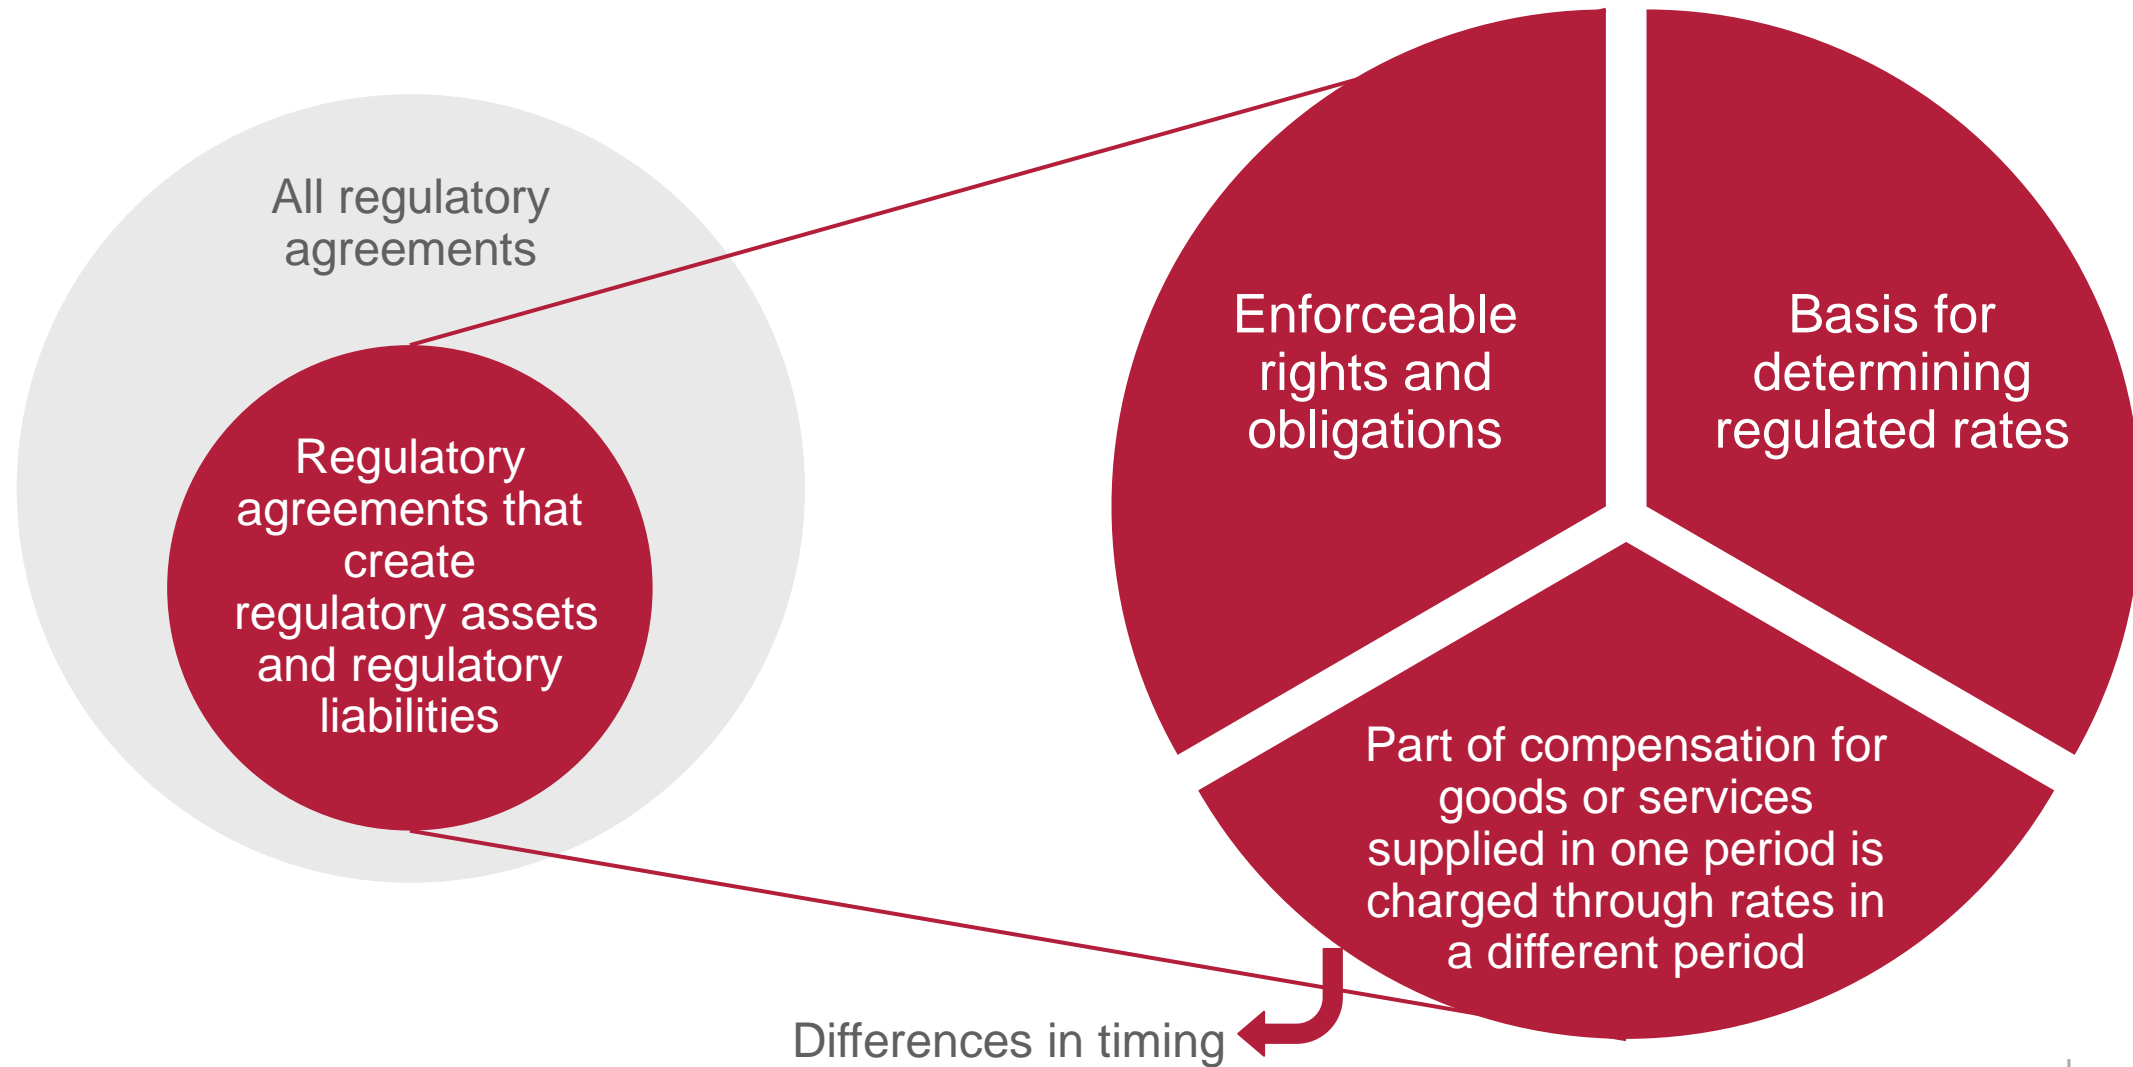 All regulatory
agreements
Regulatory
agreements that
create
regulatory assets
and regulatory
liabilities
Enforceable
rights and
obligations
Basis for
determining
regulated rates
Part of compensation for
goods or services
supplied in one period is
charged through rates in
a different period
Differences in timing